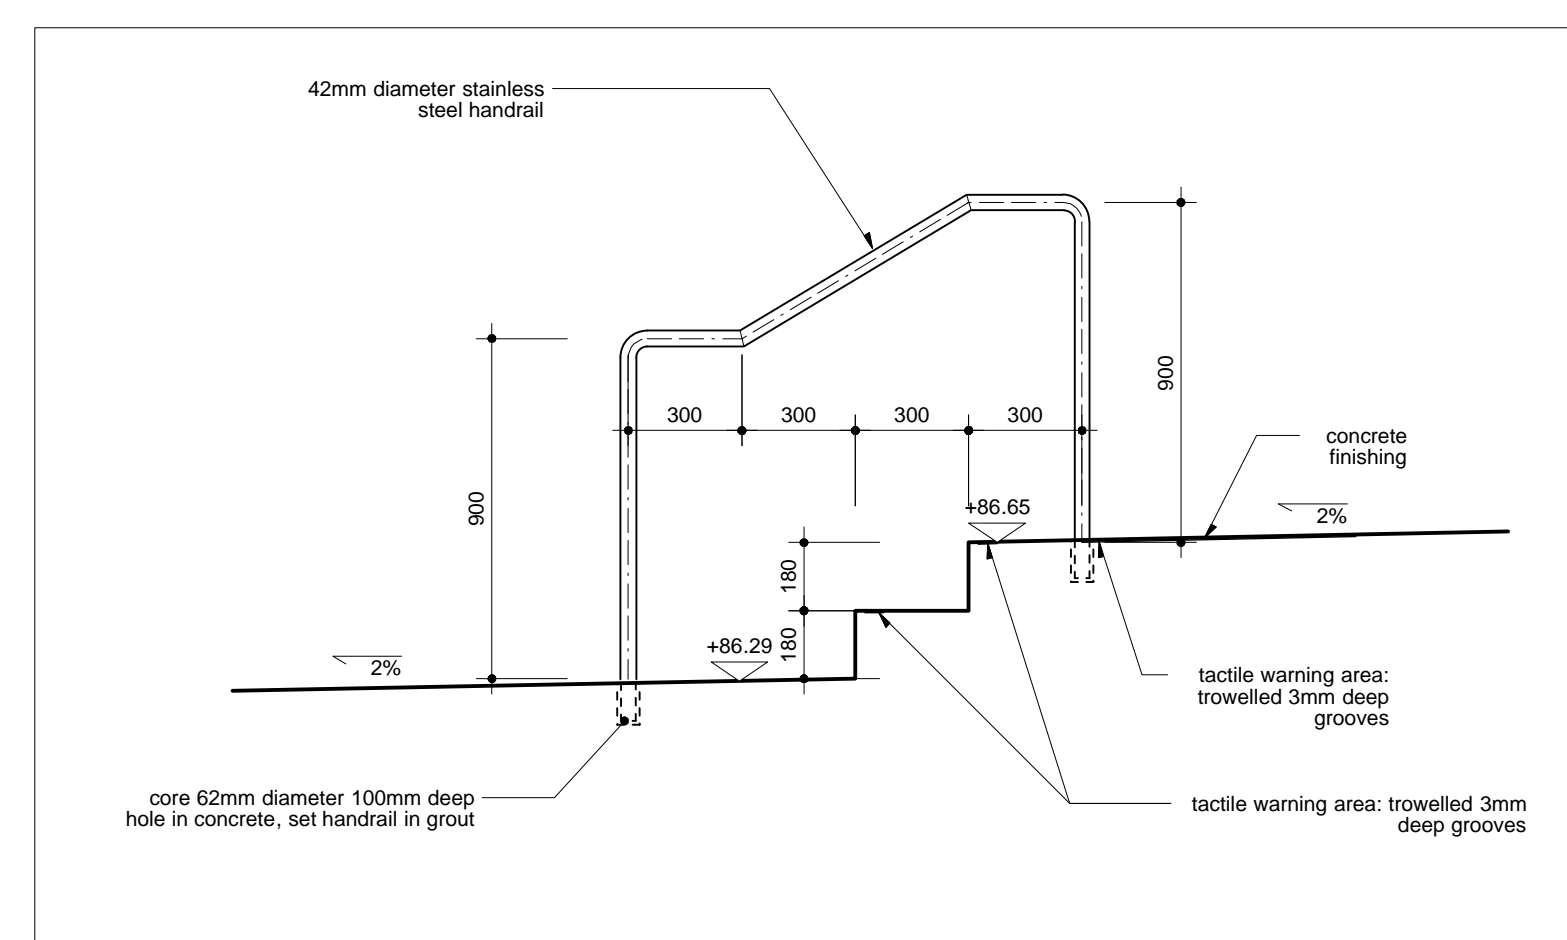 42mm diameter stainless
steel handrail
900
300 300 300 300
900
concrete
finishing
+86.65
2%
180
180
+86.29
2%
tactile warning area:
trowelled 3mm deep
grooves
core 62mm diameter 100mm deep
hole in concrete, set handrail in grout
tactile warning area: trowelled 3mm
deep grooves